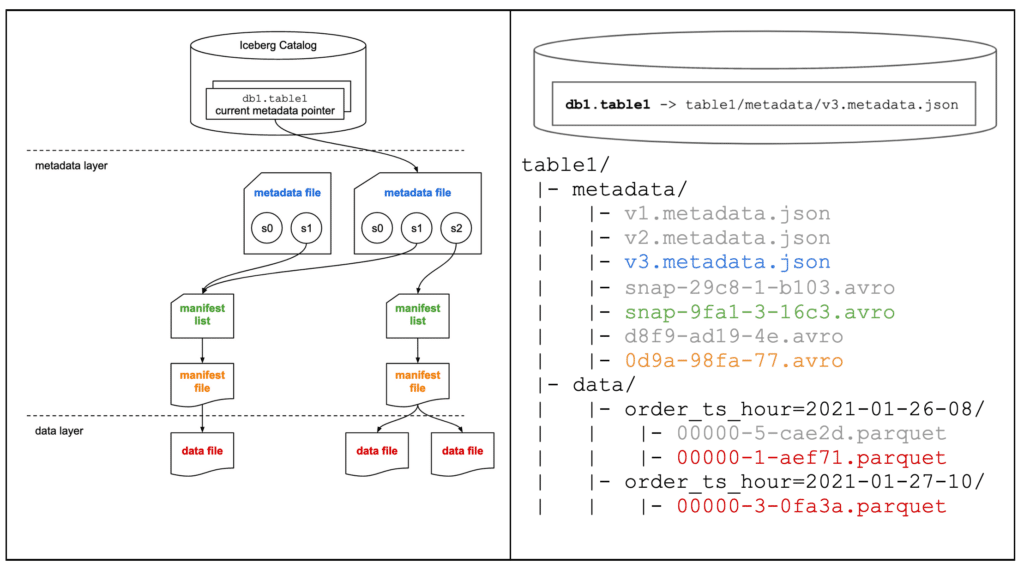 Iceberg Catalog
db1.table1
current metadata pointer
metadata layer
metadata file
s0
s1
metadata file
s0
s1
s2
manifest
list
manifest
list
manifest
file
manifest
file
data layer
data file
data file
data file
db1.table1 -> table1/metadata/v3.metadata.json
table1/
|- metadata/
| |- v1.metadata.json
| |- v2.metadata.json
| |- v3.metadata.json
| |- snap-29c8-1-b103.avro
| |- snap-9fa1-3-16c3.avro
| |- d8f9-ad19-4e.avro
| |- 0d9a-98fa-77.avro
|- data/
| |- order_ts_hour=2021-01-26-08/
| | |- 00000-5-cae2d.parquet
| | |- 00000-1-aef71.parquet
| |- order_ts_hour=2021-01-27-10/
| | |- 00000-3-0fa3a.parquet